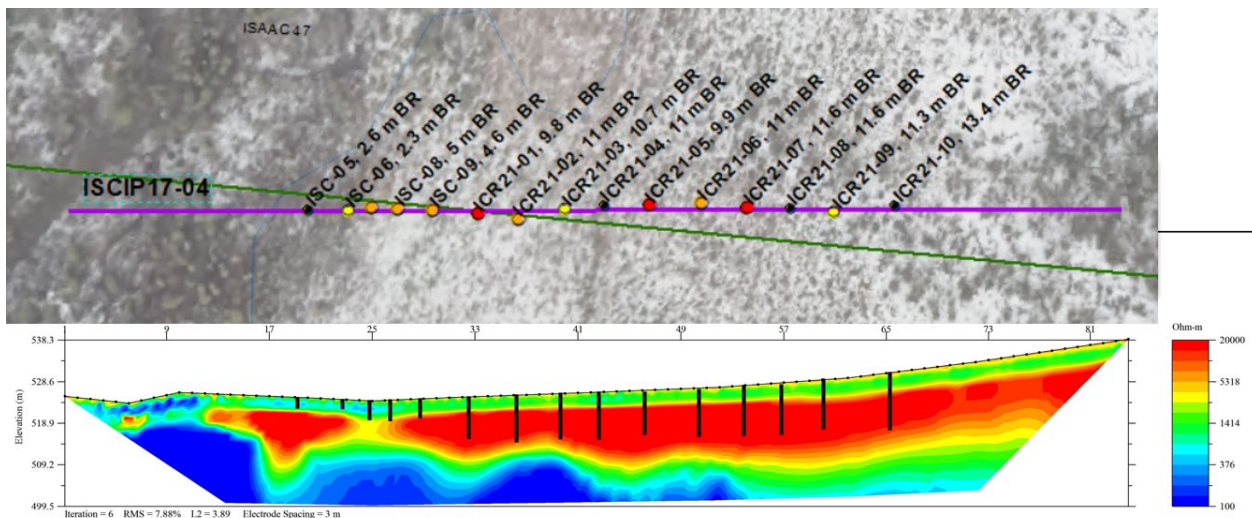 ISAAC47
ISCIP17-04
ISC-05, 2.6 m BR
ISC-06, 2.3 m BR
ISC-08, 5 m BR
ISC-09, 4.6 m BR
ICR21-01, 9.8 m BR
ICR21-02, 11 m BR
ICR21-03, 10.7 m BR
ICR21-04, 11 m BR
ICR21-05, 9.9 m BR
ICR21-06, 11 m BR
ICR21-07, 11.6 m BR
ICR21-08, 11.6 m BR
ICR21-09, 11.3 m BR
ICR21-10, 13.4 m BR
1 9 17 25 33 41 49 57 65 73 81
Elevation (m)
538.3
528.6
518.9
509.2
499.5
Ohm-m
20000
5318
1414
376
100
Iteration = 6 RMS = 7.88% L2 = 3.89 Electrode Spacing = 3 m